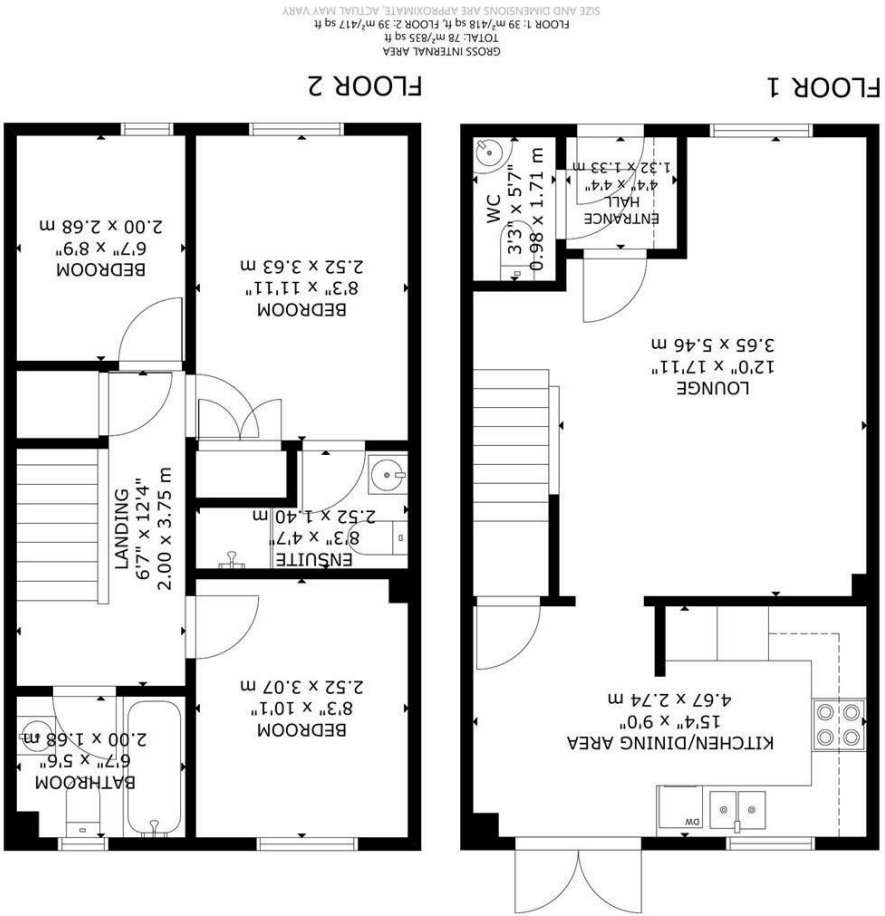 DW
KITCHEN/DINING AREA
15'4" x 9'0"
4.67 x 2.74 m
LOUNGE
12'0" x 17'11"
3.65 x 5.46 m
ENTRANCE
HALL
4'4" x 4'4"
1.32 x 1.33 m
WC
3'3" x 5'7"
0.98 x 1.71 m
FLOOR 1
BEDROOM
8'3" x 10'1"
2.52 x 3.07 m
BATHROOM
6'7" x 5'6"
2.00 x 1.68 m
ENSUITE
8'3" x 4'7"
2.52 x 1.40 m
LANDING
6'7" x 12'4"
2.00 x 3.75 m
BEDROOM
8'3" x 11'11"
2.52 x 3.63 m
BEDROOM
6'7" x 8'9"
2.00 x 2.68 m
FLOOR 2
GROSS INTERNAL AREA
TOTAL: 78 m²/835 sq ft
FLOOR 1: 39 m²/418 sq ft, FLOOR 2: 39 m²/417 sq ft
SIZE AND DIMENSIONS ARE APPROXIMATE, ACTUAL MAY VARY